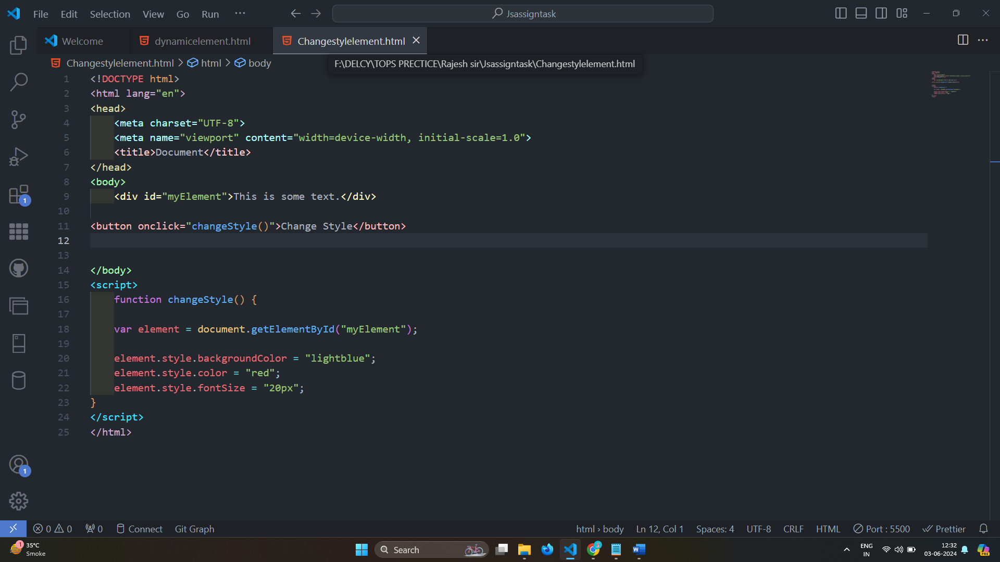 File Edit Selection View Go Run ··· Jsassigntask
Welcome dynamicelement.html Changestylelement.html
Changestylelement.html > html > body
F:\DELCY\TOPS PRECTICE\Rajesh sir\Jsassigntask\Changestylelement.html
1 <!DOCTYPE html>
2 <html lang="en">
3 <head>
4 <meta charset="UTF-8">
5 <meta name="viewport" content="width=device-width, initial-scale=1.0">
6 <title>Document</title>
7 </head>
8 <body>
9 <div id="myElement">This is some text.</div>
10
11 <button onclick="changeStyle()">Change Style</button>
12
13
14 </body>
15 <script>
16 function changeStyle() {
17
18 var element = document.getElementById("myElement");
19
20 element.style.backgroundColor = "lightblue";
21 element.style.color = "red";
22 element.style.fontSize = "20px";
23 }
24 </script>
25 </html>
1
1
0 0 0 Connect Git Graph html › body Ln 12, Col 1 Spaces: 4 UTF-8 CRLF HTML Port : 5500 Prettier
1 35°C
Smoke
Search
ENG
IN
12:32
03-06-2024
PRE